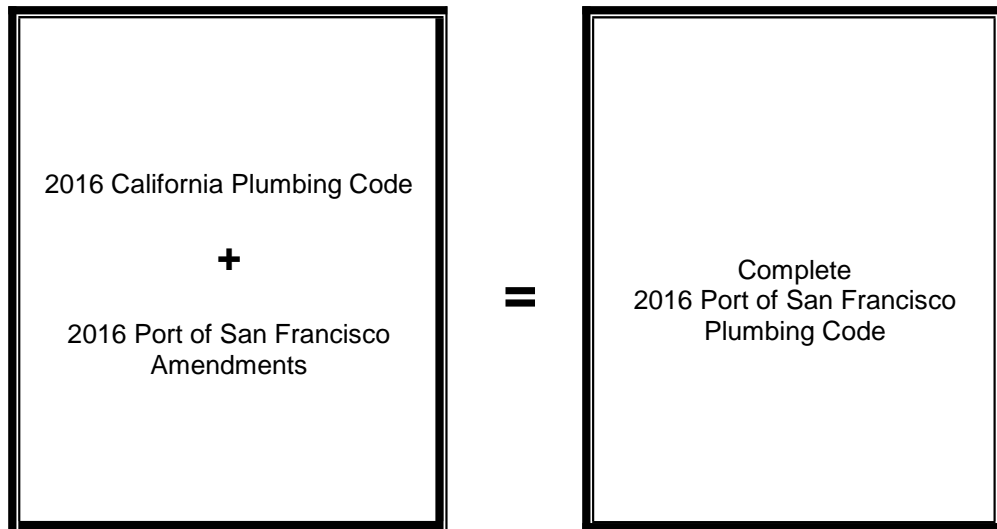 2016 California Plumbing Code
+
2016 Port of San Francisco
Amendments
=
Complete
2016 Port of San Francisco
Plumbing Code